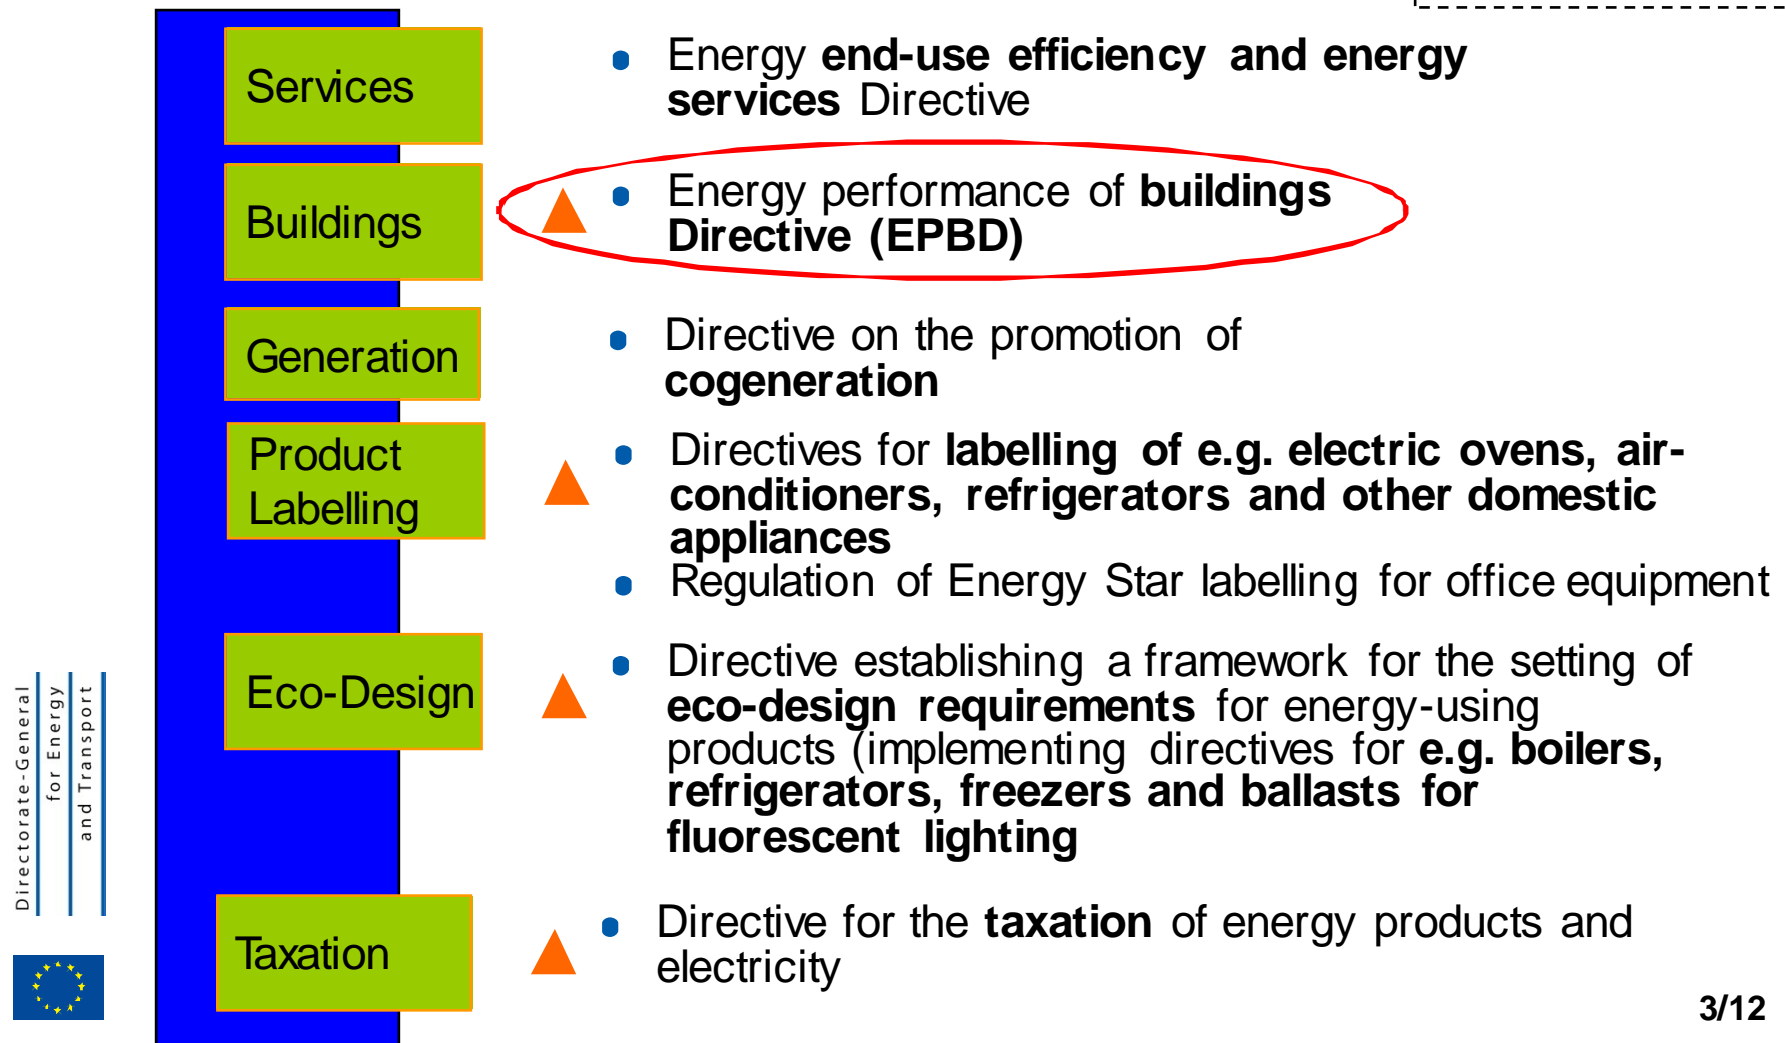 Services
Energy end-use efficiency and energy
services Directive
Buildings
Energy performance of buildings
Directive (EPBD)
Generation
Directive on the promotion of
cogeneration
Product
Labelling
Directives for labelling of e.g. electric ovens, air-
conditioners, refrigerators and other domestic
appliances
Regulation of Energy Star labelling for office equipment
Eco-Design
Directive establishing a framework for the setting of
eco-design requirements for energy-using
products (implementing directives for e.g. boilers,
refrigerators, freezers and ballasts for
fluorescent lighting
Taxation
Directive for the taxation of energy products and
electricity
Directorate-General
for Energy
and Transport
3/12